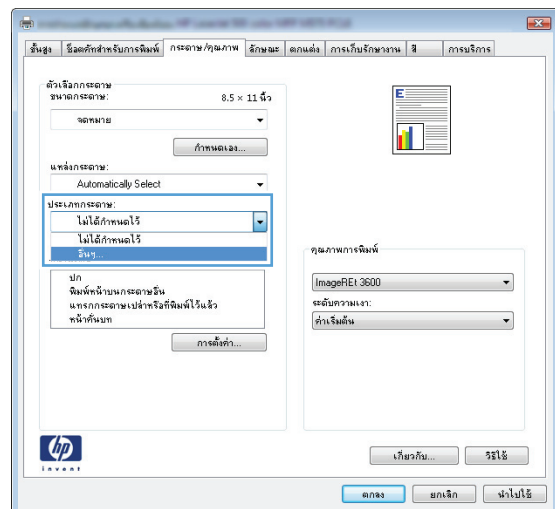 ขั้นสูง
ช็อตคัทสำหรับการพิมพ์
กระดาษ/คุณภาพ
ลักษณะ
ตกแต่ง
การเก็บรักษางาน
สี
การบริการ
ตัวเลือกกระดาษ
ขนาดกระดาษ:
8.5 × 11 นิ้ว
จดหมาย
กำหนดเอง...
แหล่งกระดาษ:
Automatically Select
ประเภทกระดาษ:
ไม่ได้กำหนดไว้
ไม่ได้กำหนดไว้
อื่นๆ...
ปก
พิมพ์หน้าบนกระดาษอื่น
แทรกกระดาษเปล่าหรือที่พิมพ์ไว้แล้ว
หน้าคั่นบท
การตั้งค่า...
E
คุณภาพการพิมพ์
ImageREt 3600
ระดับความเงา:
ค่าเริ่มต้น
hp
invent
เกี่ยวกับ...
วิธีใช้
ตกลง
ยกเลิก
นำไปใช้